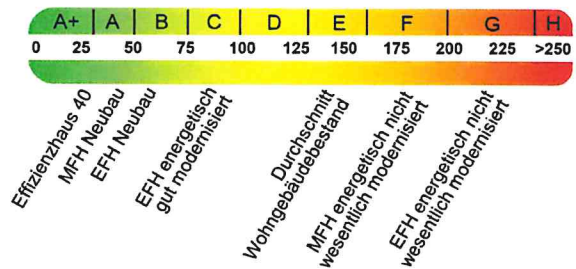 A+ A B C D E F G H
0 25 50 75 100 125 150 175 200 225 >250
Effizienzhaus 40
MFH Neubau
EFH Neubau
EFH energetisch
gut modernisiert
Durchschnitt
Wohngebäudebestand
MFH energetisch nicht
wesentlich modernisiert
EFH energetisch nicht
wesentlich modernisiert